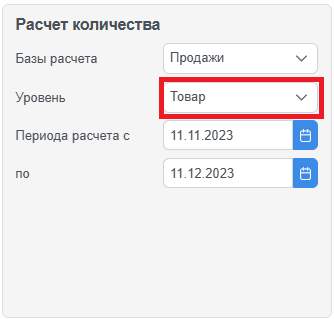 Расчет количества
Базы расчета Продажи
Уровень Товар
Периода расчета с 11.11.2023
по 11.12.2023